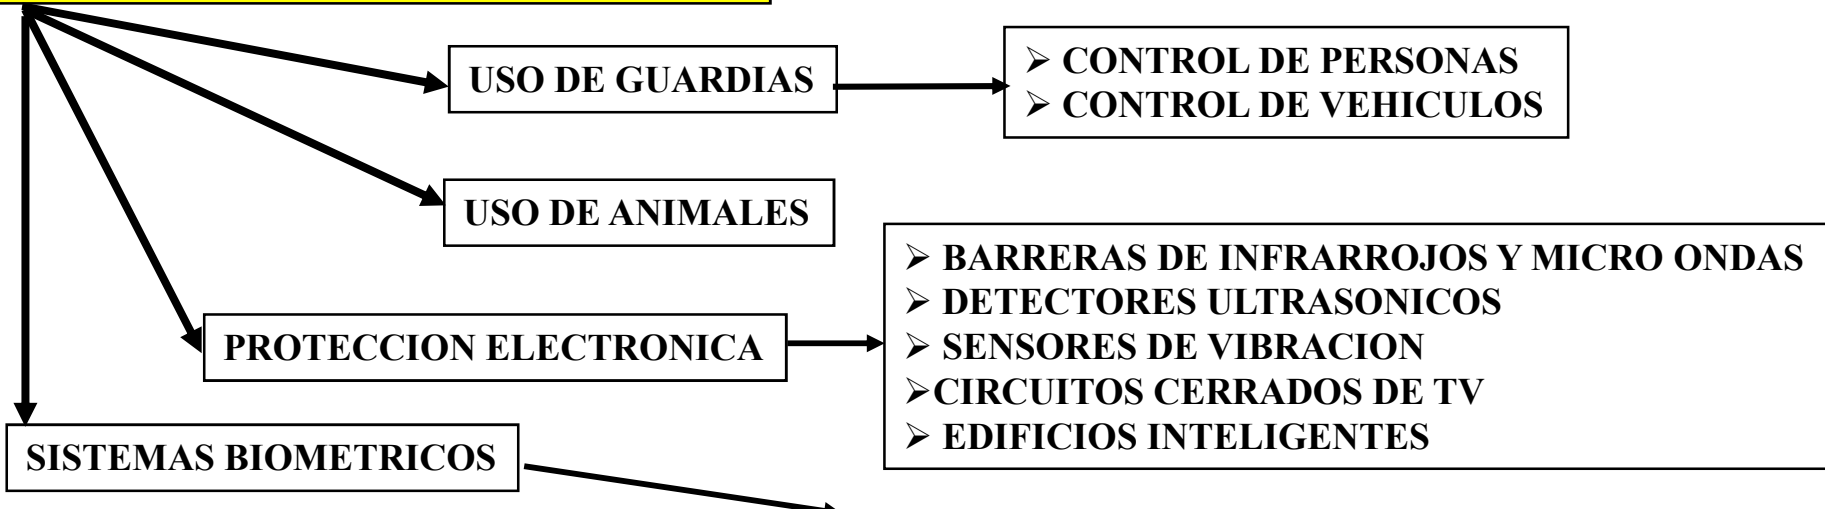 USO DE GUARDIAS
➢ CONTROL DE PERSONAS
➢ CONTROL DE VEHICULOS
USO DE ANIMALES
PROTECCION ELECTRONICA
➢ BARRERAS DE INFRARROJOS Y MICRO ONDAS
➢ DETECTORES ULTRASONICOS
➢ SENSORES DE VIBRACION
➢CIRCUITOS CERRADOS DE TV
➢ EDIFICIOS INTELIGENTES
SISTEMAS BIOMETRICOS